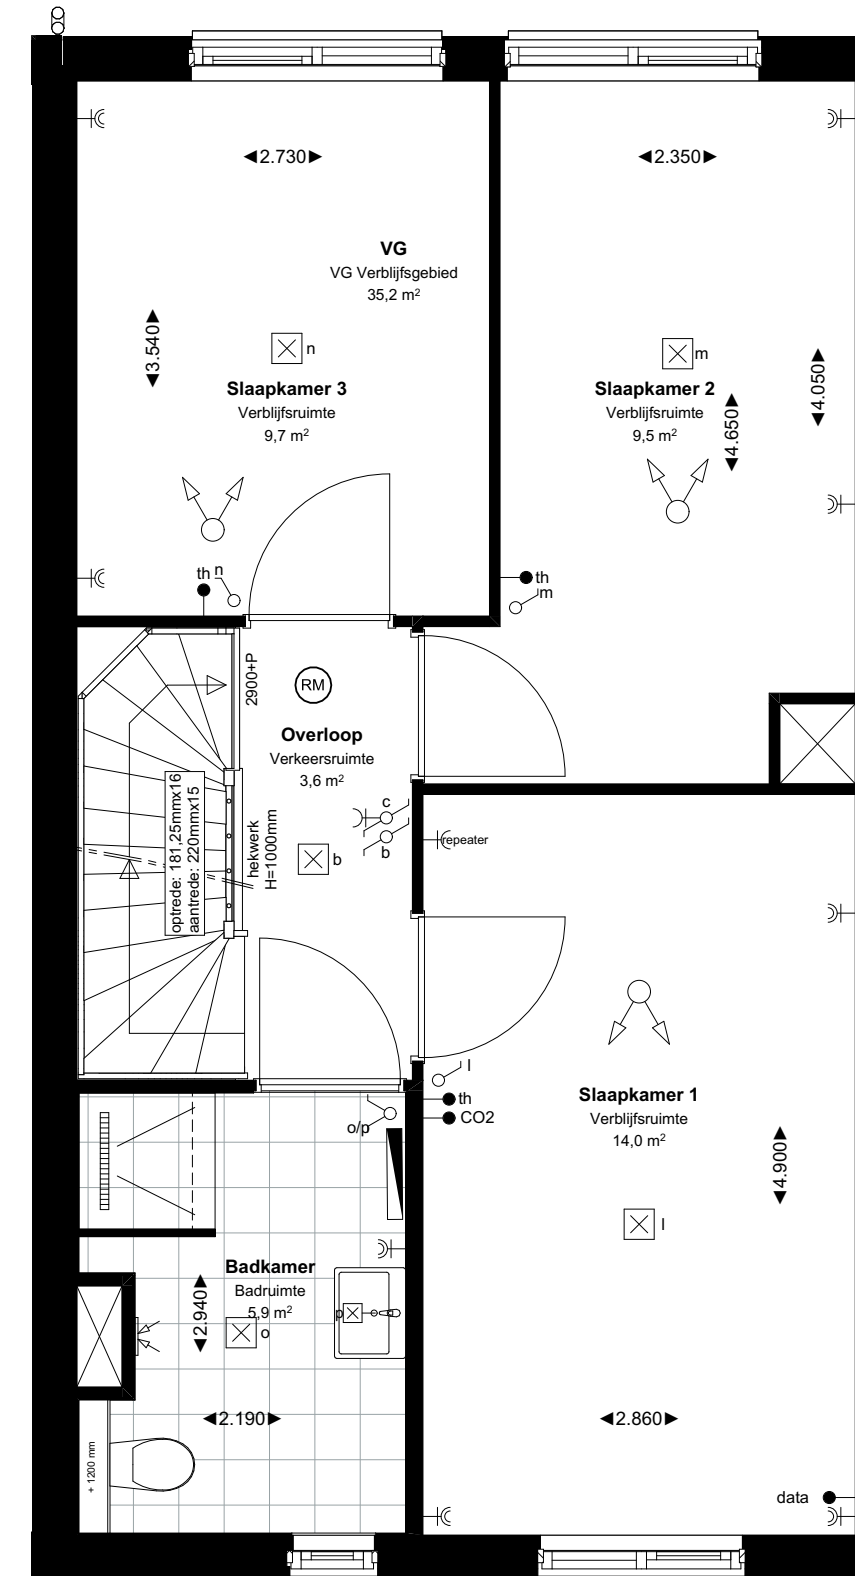 2.730
2.350
VG
VG Verblijfsgebied
35,2 m²
3.540
n
Slaapkamer 3
Verblijfsruimte
9,7 m²
m
Slaapkamer 2
Verblijfsruimte
9,5 m²
4.650
4.050
th
n
th
m
2900+P
RM
Overloop
Verkeersruimte
3,6 m²
optrede: 181,25mmx16
aantrede: 220mmx15
hekwerk
H=1000mm
c
b
b
repeater
l
th
CO2
Slaapkamer 1
Verblijfsruimte
14,0 m²
4.900
l
o/p
Badkamer
Badruimte
5,9 m²
2.940
o
p
2.190
2.860
+ 1200 mm
data